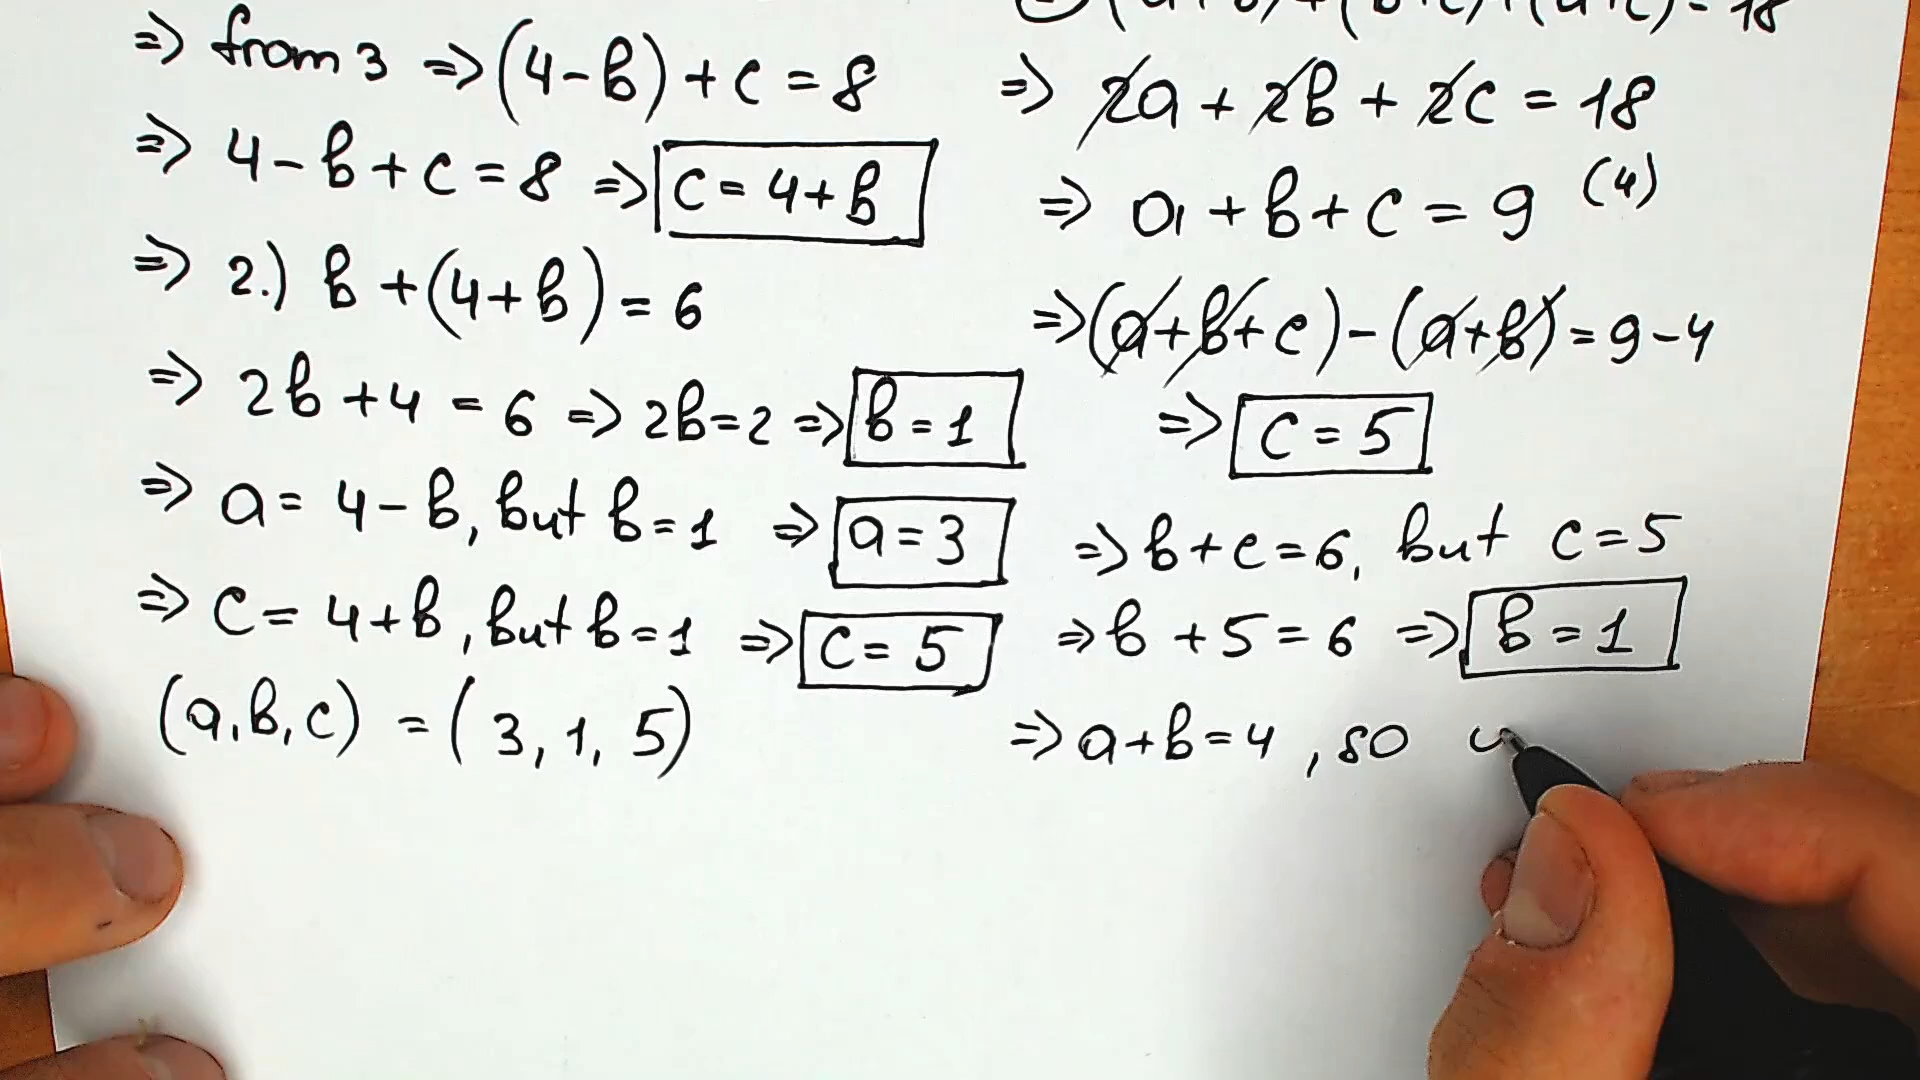 => from 3 => (4-b) + c = 8
=> 4 - b + c = 8 => c = 4 + b
=> 2.) b + (4+b) = 6
=> 2b + 4 = 6 => 2b = 2 => b = 1
=> a = 4 - b, but b = 1 => a = 3
=> c = 4 + b, but b = 1 => c = 5
(a, b, c) = (3, 1, 5)
=> 2a + 2b + 2c = 18
=> a + b + c = 9 (4)
=> (a+b+c) - (a+b) = 9-4
=> c = 5
=> b + c = 6, but c = 5
=> b + 5 = 6 => b = 1
=> a + b = 4, so